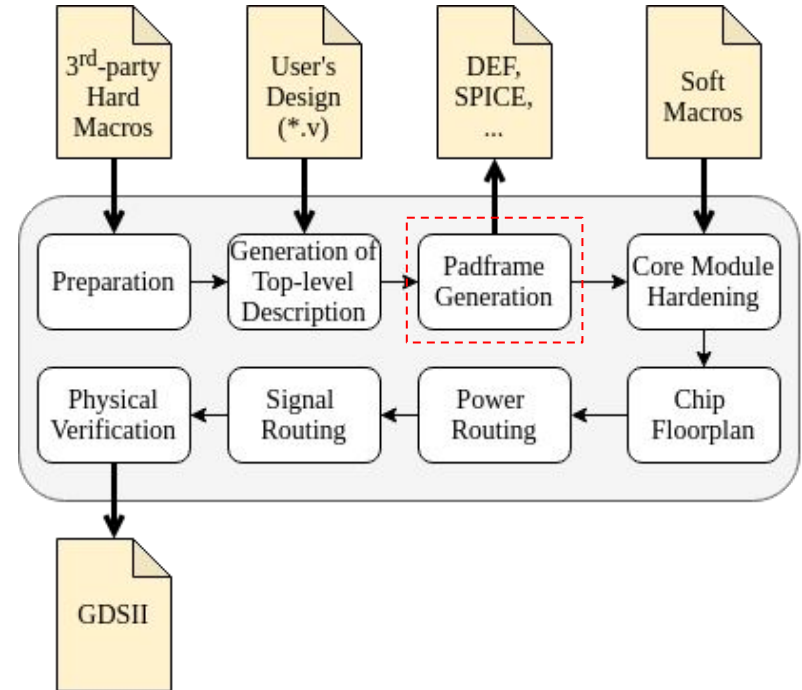 3rd-party
Hard
Macros
User's
Design
(*.v)
DEF,
SPICE,
...
Soft
Macros
Preparation
Generation of
Top-level
Description
Padframe
Generation
Core Module
Hardening
Physical
Verification
Signal
Routing
Power
Routing
Chip
Floorplan
GDSII